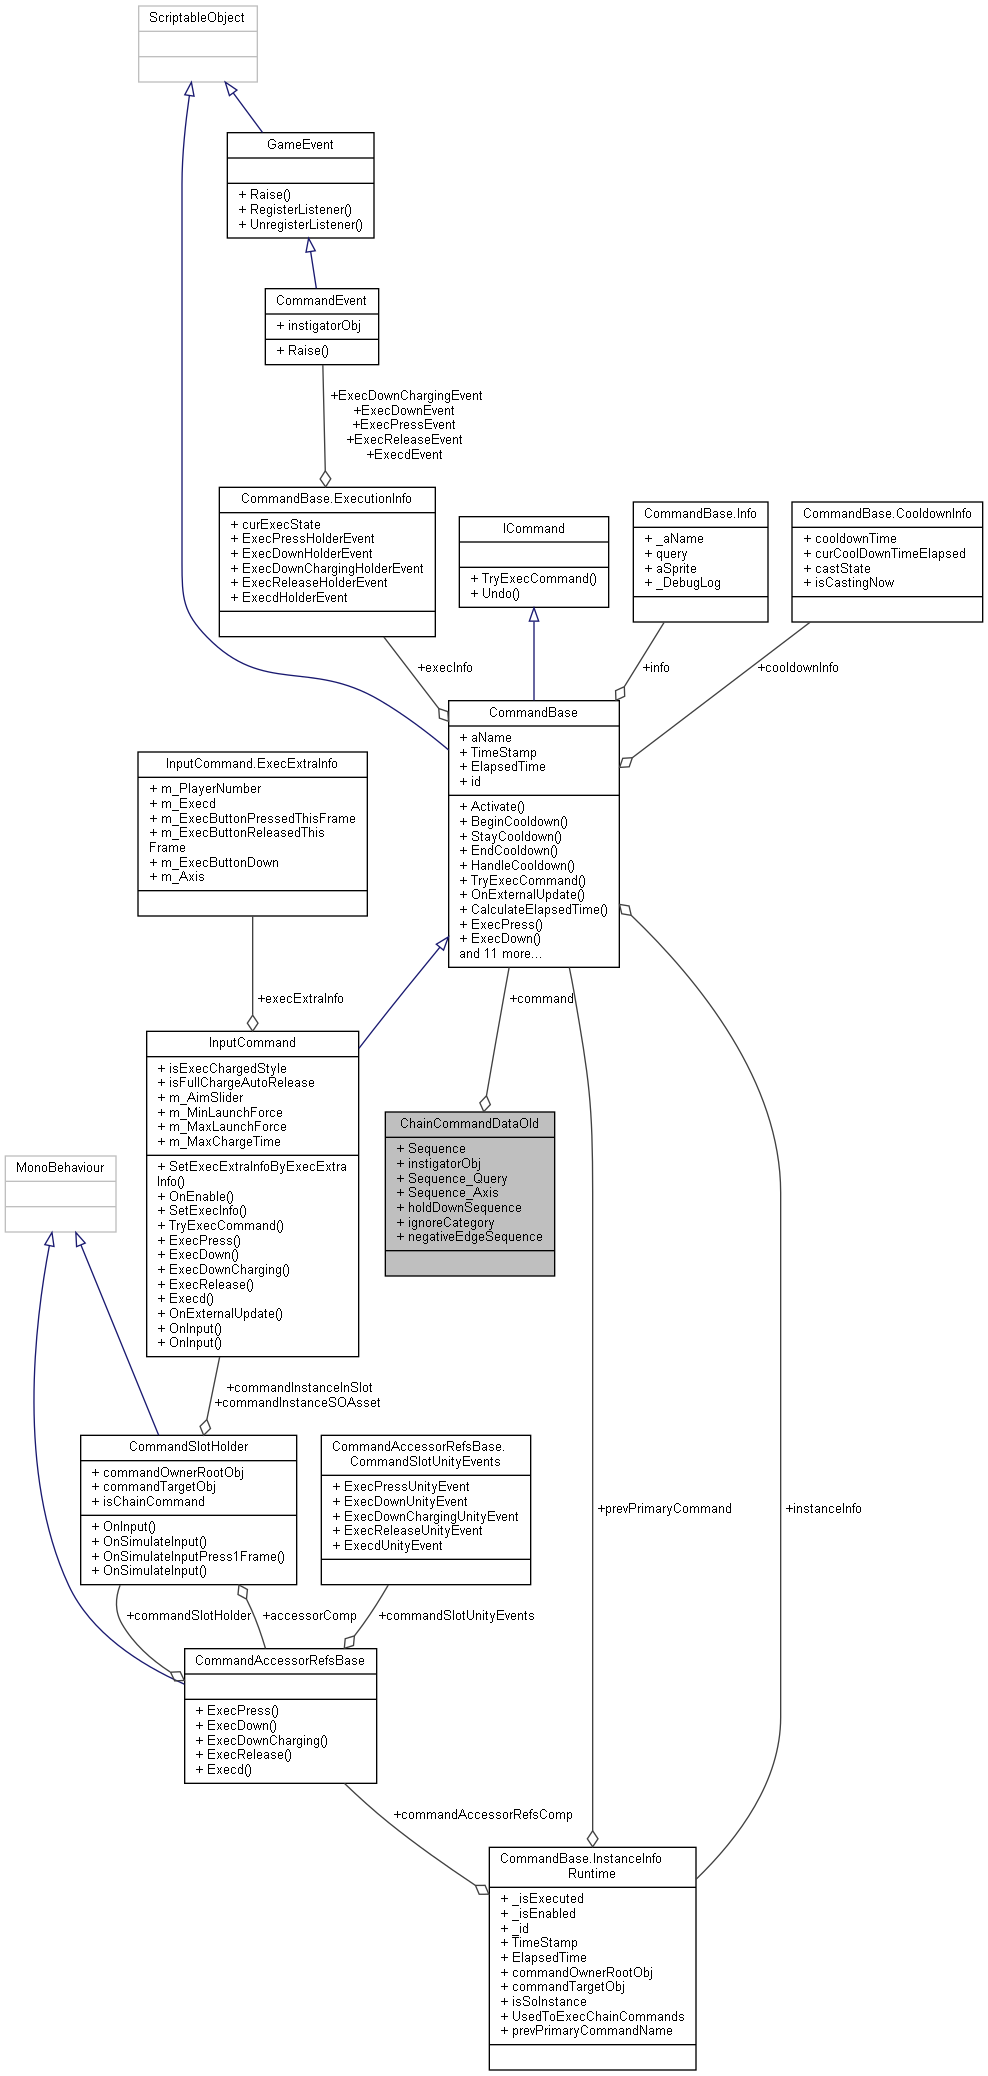 ScriptableObject
GameEvent
+ Raise()
+ RegisterListener()
+ UnregisterListener()
CommandEvent
+ instigatorObj
+ Raise()
+ExecDownChargingEvent
+ExecDownEvent
+ExecPressEvent
+ExecReleaseEvent
+ExecdEvent
CommandBase.ExecutionInfo
+ curExecState
+ ExecPressHolderEvent
+ ExecDownHolderEvent
+ ExecDownChargingHolderEvent
+ ExecReleaseHolderEvent
+ ExecdHolderEvent
ICommand
+ TryExecCommand()
+ Undo()
CommandBase.Info
+ _aName
+ query
+ aSprite
+ _DebugLog
CommandBase.CooldownInfo
+ cooldownTime
+ curCoolDownTimeElapsed
+ castState
+ isCastingNow
+execInfo
+info
+cooldownInfo
CommandBase
+ aName
+ TimeStamp
+ ElapsedTime
+ id
+ Activate()
+ BeginCooldown()
+ StayCooldown()
+ EndCooldown()
+ HandleCooldown()
+ TryExecCommand()
+ OnExternalUpdate()
+ CalculateElapsedTime()
+ ExecPress()
+ ExecDown()
and 11 more...
InputCommand.ExecExtraInfo
+ m_PlayerNumber
+ m_Execd
+ m_ExecButtonPressedThisFrame
+ m_ExecButtonReleasedThis
Frame
+ m_ExecButtonDown
+ m_Axis
+execExtraInfo
+command
InputCommand
+ isExecChargedStyle
+ isFullChargeAutoRelease
+ m_AimSlider
+ m_MinLaunchForce
+ m_MaxLaunchForce
+ m_MaxChargeTime
+ SetExecExtraInfoByExecExtra
Info()
+ OnEnable()
+ SetExecInfo()
+ TryExecCommand()
+ ExecPress()
+ ExecDown()
+ ExecDownCharging()
+ ExecRelease()
+ Execd()
+ OnExternalUpdate()
+ OnInput()
+ OnInput()
ChainCommandDataOld
+ Sequence
+ instigatorObj
+ Sequence_Query
+ Sequence_Axis
+ holdDownSequence
+ ignoreCategory
+ negativeEdgeSequence
MonoBehaviour
+commandInstanceInSlot
+commandInstanceSOAsset
CommandSlotHolder
+ commandOwnerRootObj
+ commandTargetObj
+ isChainCommand
+ OnInput()
+ OnSimulateInput()
+ OnSimulateInputPress1Frame()
+ OnSimulateInput()
CommandAccessorRefsBase.
CommandSlotUnityEvents
+ ExecPressUnityEvent
+ ExecDownUnityEvent
+ ExecDownChargingUnityEvent
+ ExecReleaseUnityEvent
+ ExecdUnityEvent
+prevPrimaryCommand
+instanceInfo
+commandSlotHolder
+accessorComp
+commandSlotUnityEvents
CommandAccessorRefsBase
+ ExecPress()
+ ExecDown()
+ ExecDownCharging()
+ ExecRelease()
+ Execd()
+commandAccessorRefsComp
CommandBase.InstanceInfo
Runtime
+ _isExecuted
+ _isEnabled
+ _id
+ TimeStamp
+ ElapsedTime
+ commandOwnerRootObj
+ commandTargetObj
+ isSoInstance
+ UsedToExecChainCommands
+ prevPrimaryCommandName